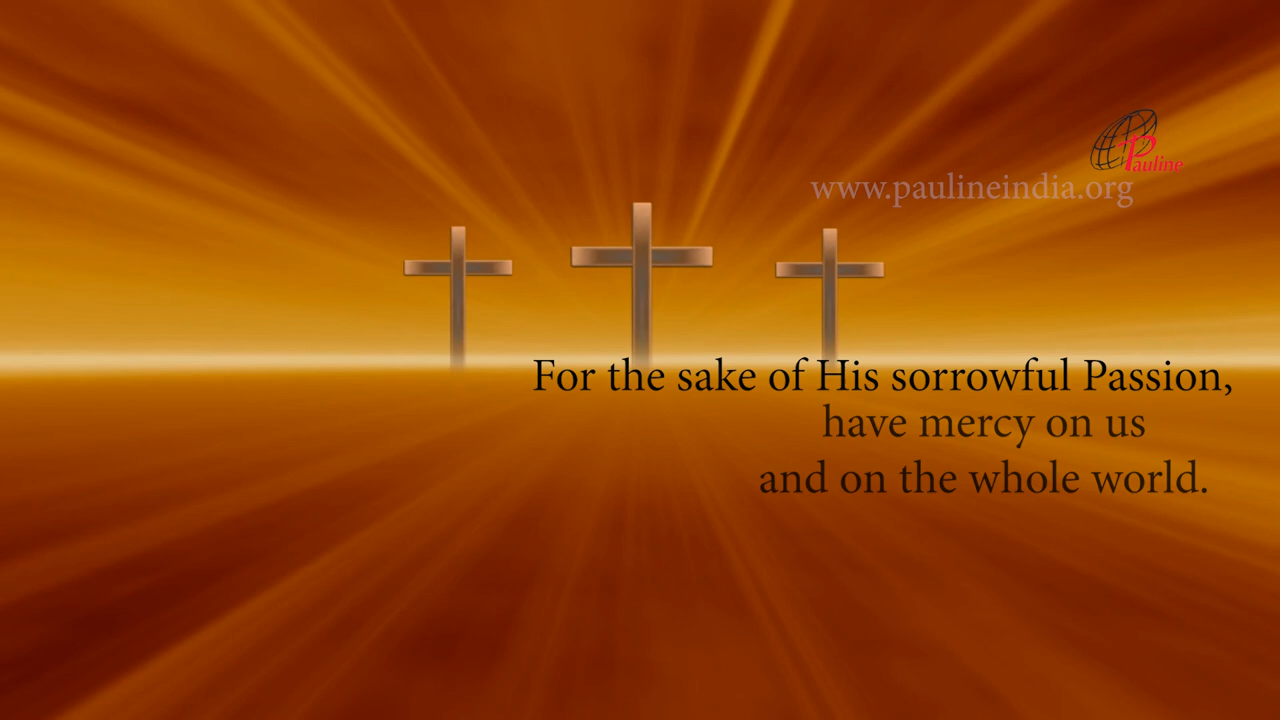 Pauline
www.paulineindia.org
For the sake of His sorrowful Passion,
have mercy on us
and on the whole world.